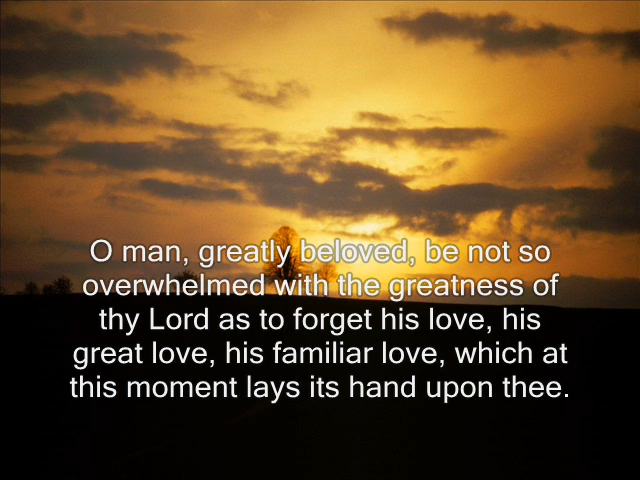 O man, greatly beloved, be not so
overwhelmed with the greatness of
thy Lord as to forget his love, his
great love, his familiar love, which at
this moment lays its hand upon thee.